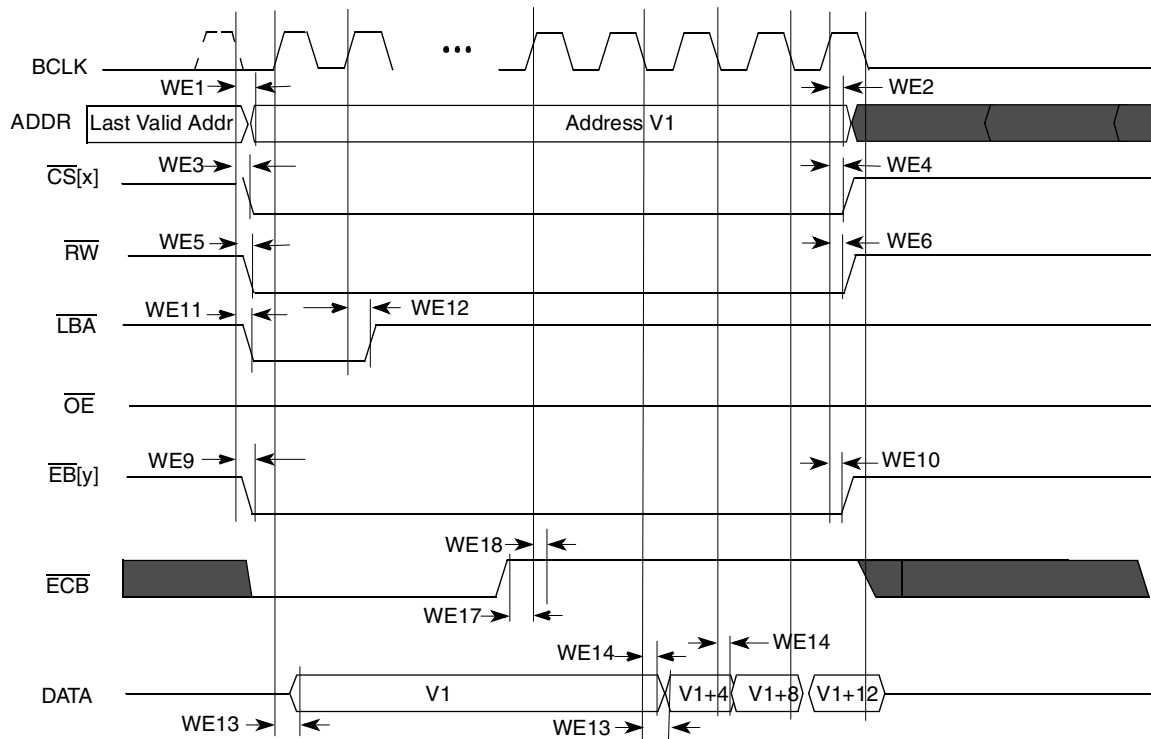 BCLK
•••
WE1
WE2
ADDR
Last Valid Addr
Address V1
WE3
WE4
CS[x]
WE5
WE6
RW
WE11
WE12
LBA
OE
WE9
WE10
EB[y]
WE18
ECB
WE17
WE14
WE14
DATA
V1
V1+4
V1+8
V1+12
WE13
WE13